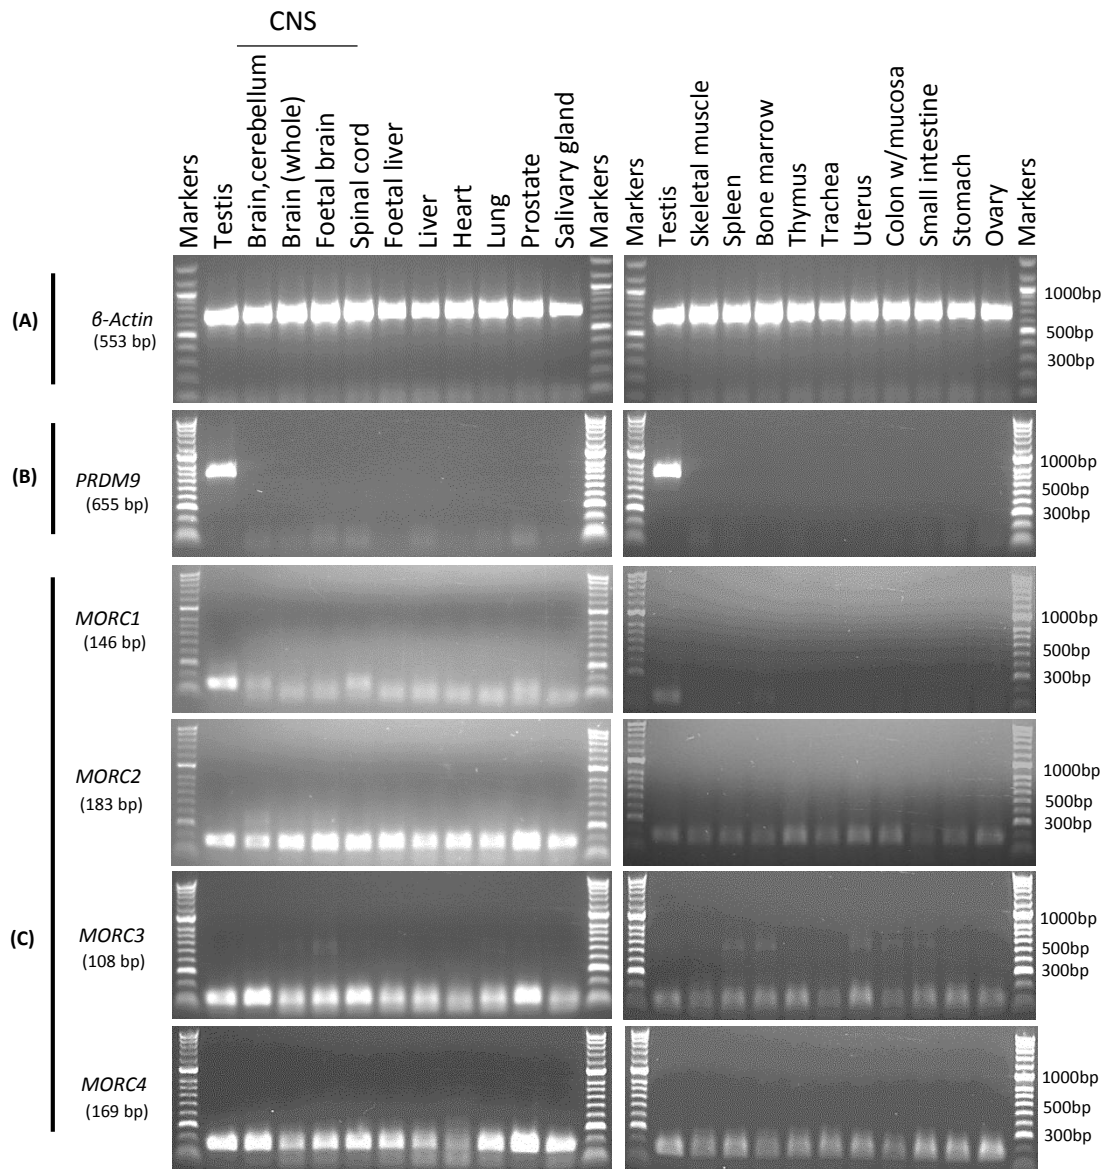 CNS
Markers
Testis
Brain,cerebellum
Brain (whole)
Foetal brain
Spinal cord
Foetal liver
Liver
Heart
Lung
Prostate
Salivary gland
Markers
Markers
Testis
Skeletal muscle
Spleen
Bone marrow
Thymus
Trachea
Uterus
Colon w/mucosa
Small intestine
Stomach
Ovary
Markers
(A)
β-Actin
(553 bp)
1000bp
500bp
300bp
(B)
PRDM9
(655 bp)
1000bp
500bp
300bp
(C)
MORC1
(146 bp)
1000bp
500bp
300bp
MORC2
(183 bp)
1000bp
500bp
300bp
MORC3
(108 bp)
1000bp
500bp
300bp
MORC4
(169 bp)
1000bp
500bp
300bp